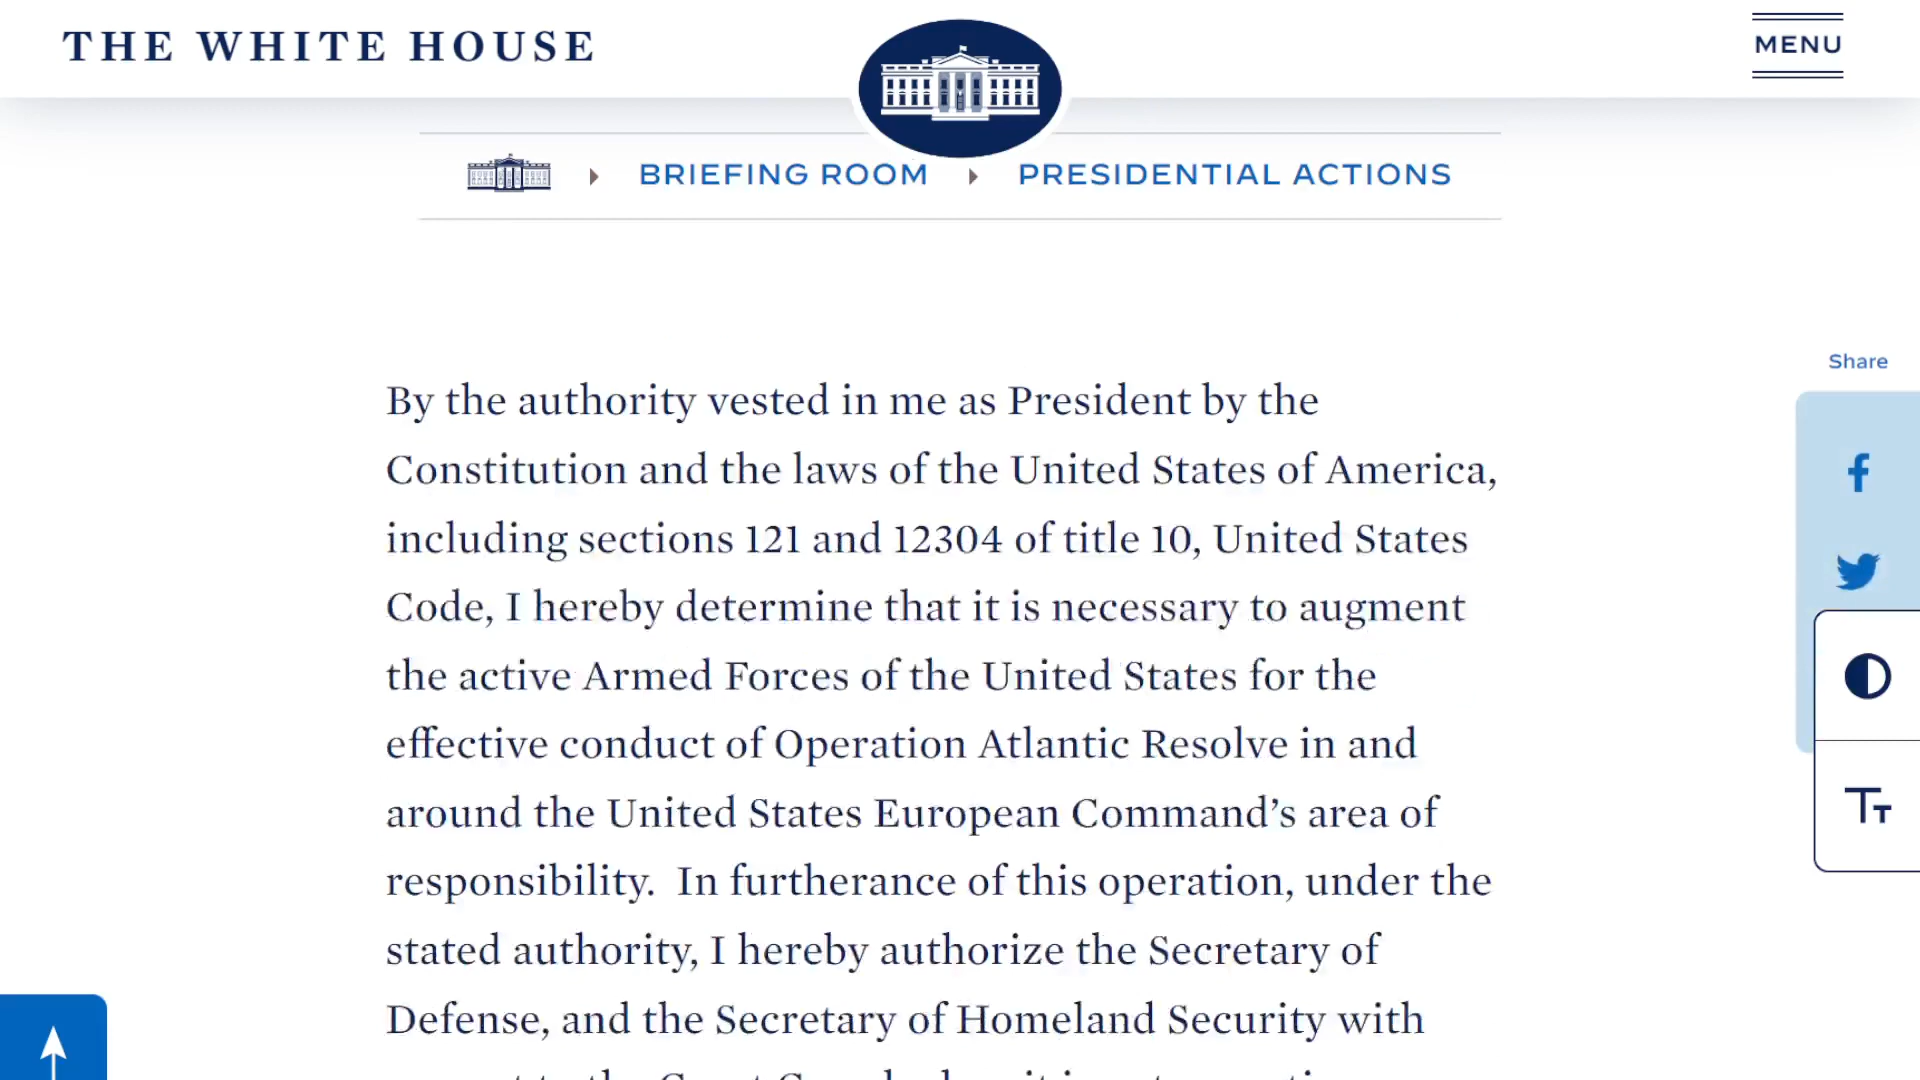 THE WHITE HOUSE
MENU
BRIEFING ROOM
PRESIDENTIAL ACTIONS
Share
By the authority vested in me as President by the
Constitution and the laws of the United States of America,
including sections 121 and 12304 of title 10, United States
Code, I hereby determine that it is necessary to augment
the active Armed Forces of the United States for the
effective conduct of Operation Atlantic Resolve in and
around the United States European Command’s area of
responsibility.  In furtherance of this operation, under the
stated authority, I hereby authorize the Secretary of
Defense, and the Secretary of Homeland Security with
Tт